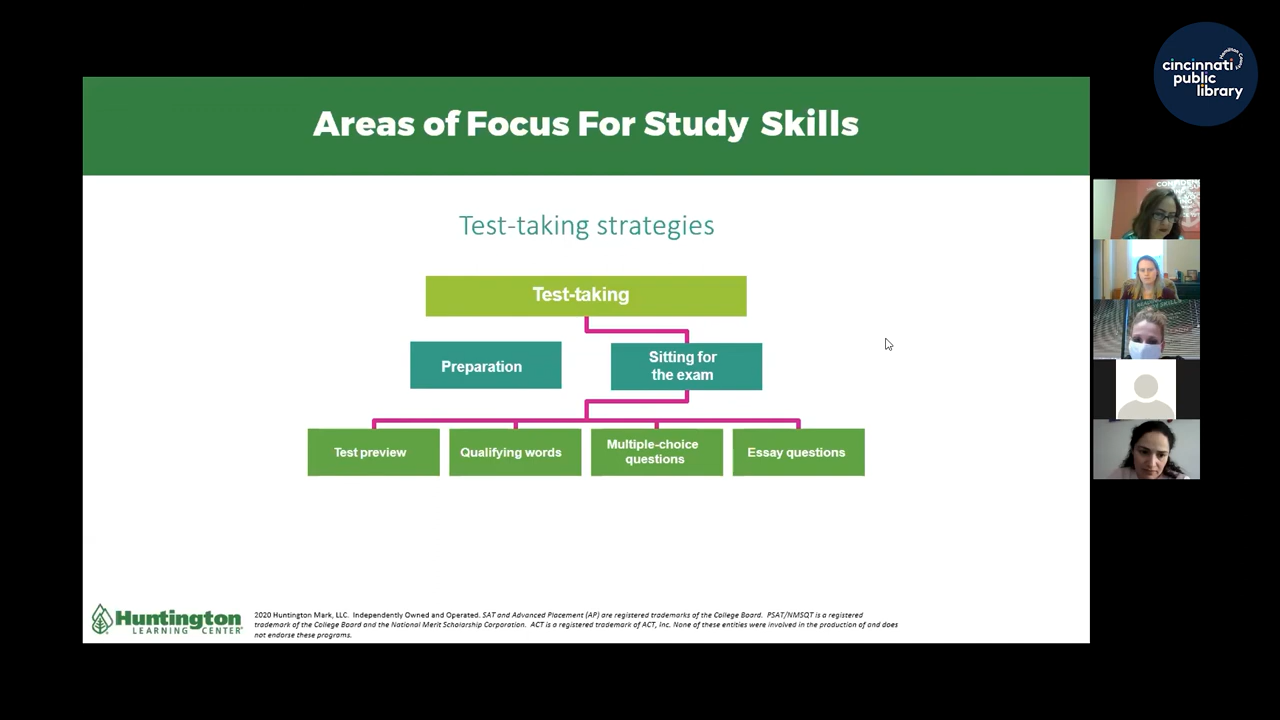 Hamilton County
cincinnati
public
library
Areas of Focus For Study Skills
Test-taking strategies
Test-taking
Preparation
Sitting for
the exam
Test preview
Qualifying words
Multiple-choice
questions
Essay questions
Huntington
LEARNING CENTER
2020 Huntington Mark, LLC. Independently Owned and Operated. SAT and Advanced Placement (AP) are registered trademarks of the College Board. PSAT/NMSQT is a registered
trademark of the College Board and the National Merit Scholarship Corporation. ACT is a registered trademark of ACT, Inc. None of these entities were involved in the production of and does
not endorse these programs.